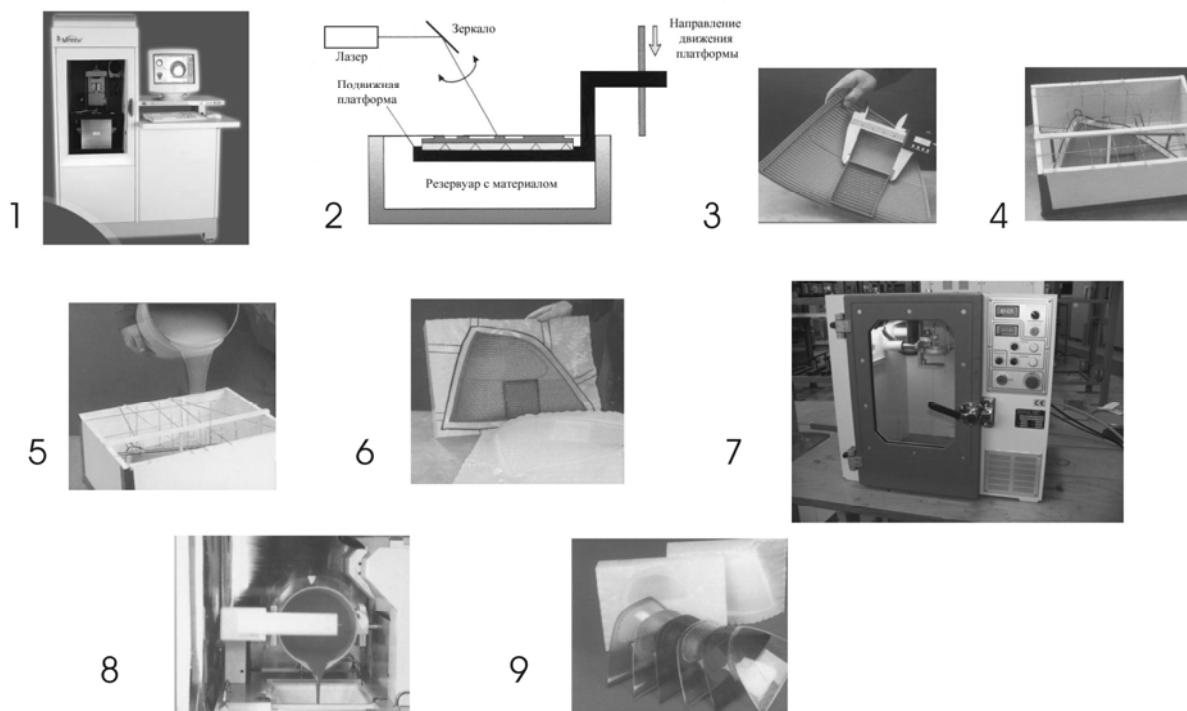 Зеркало
Лазер
Подвижная
платформа
Направление
движения
платформы
Резервуар с материалом
1
2
3
4
5
6
7
8
9